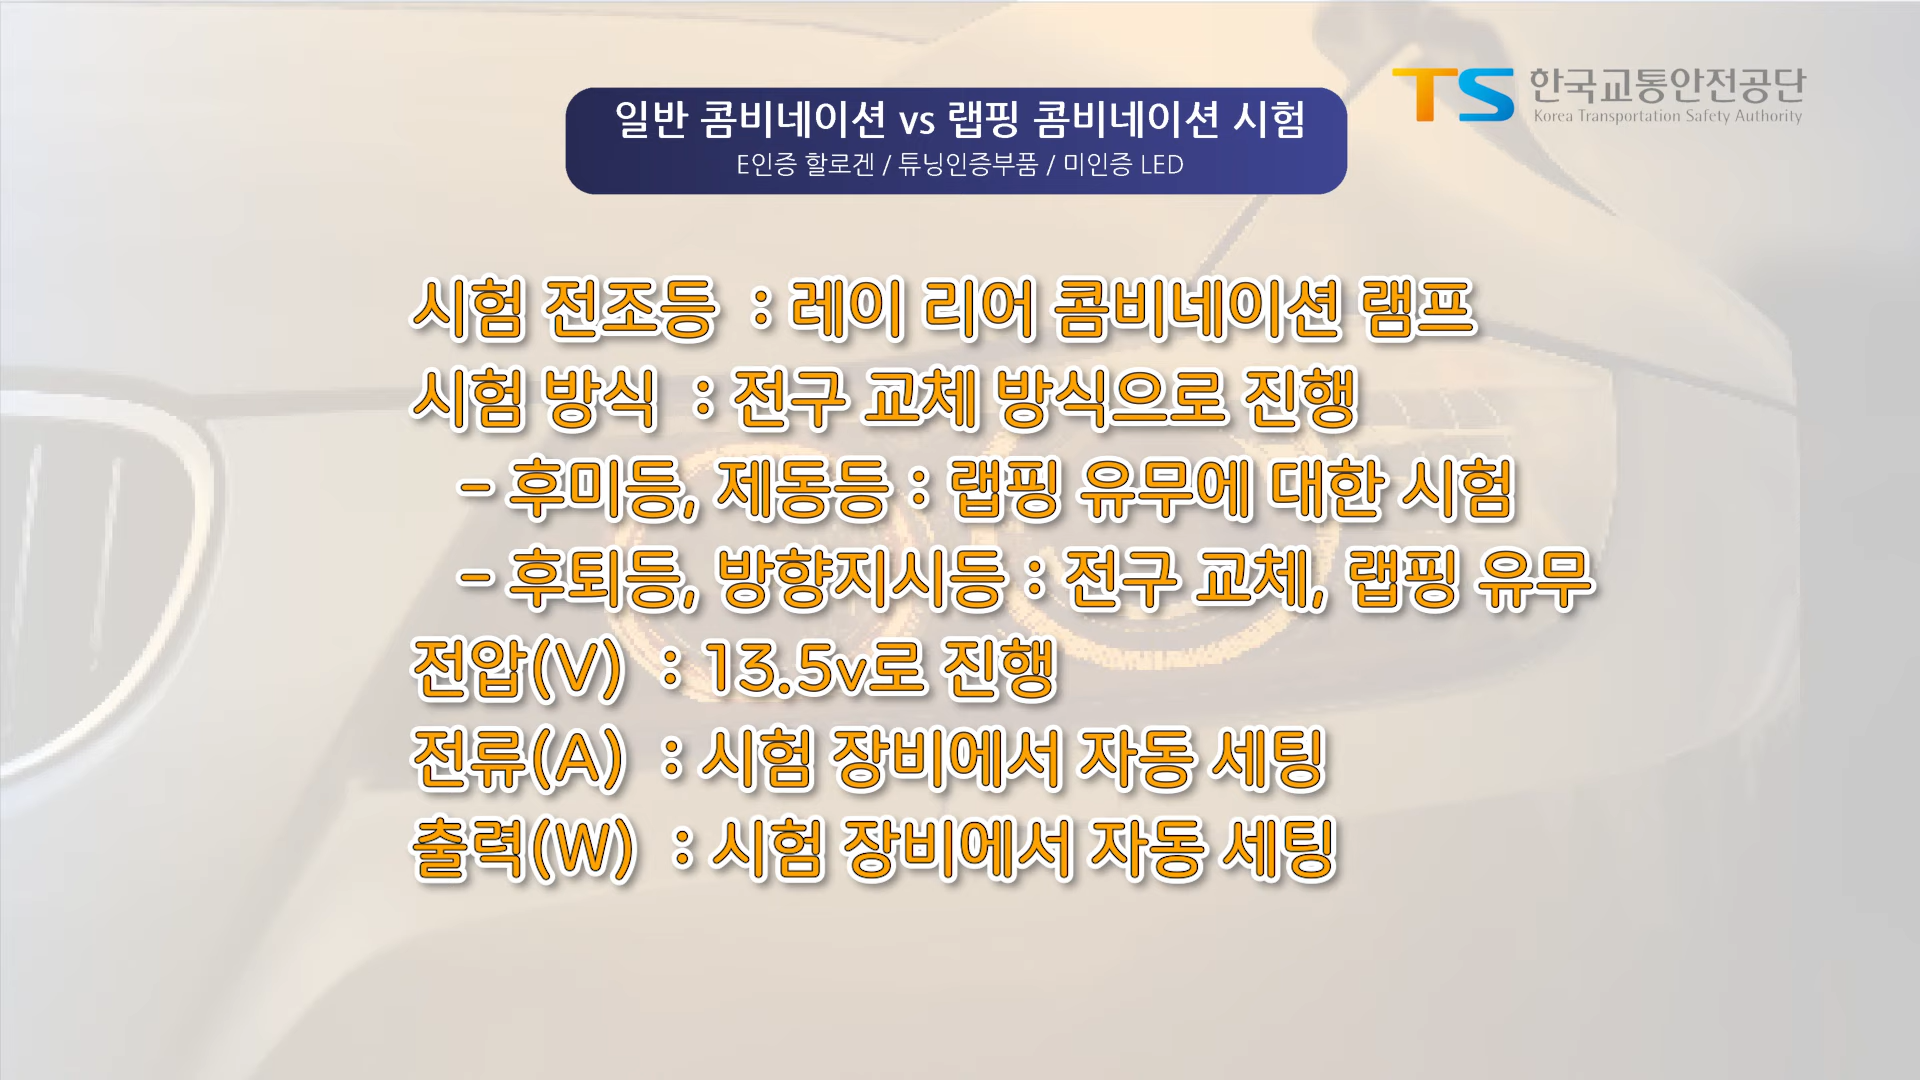 일반 콤비네이션 vs 랩핑 콤비네이션 시험
E인증 할로겐 / 튜닝인증부품 / 미인증 LED
TS 한국교통안전공단
Korea Transportation Safety Authority
시험 전조등 : 레이 리어 콤비네이션 램프
시험 방식 : 전구 교체 방식으로 진행
- 후미등, 제동등 : 랩핑 유무에 대한 시험
- 후퇴등, 방향지시등 : 전구 교체, 랩핑 유무
전압(V) : 13.5v로 진행
전류(A) : 시험 장비에서 자동 세팅
출력(W) : 시험 장비에서 자동 세팅